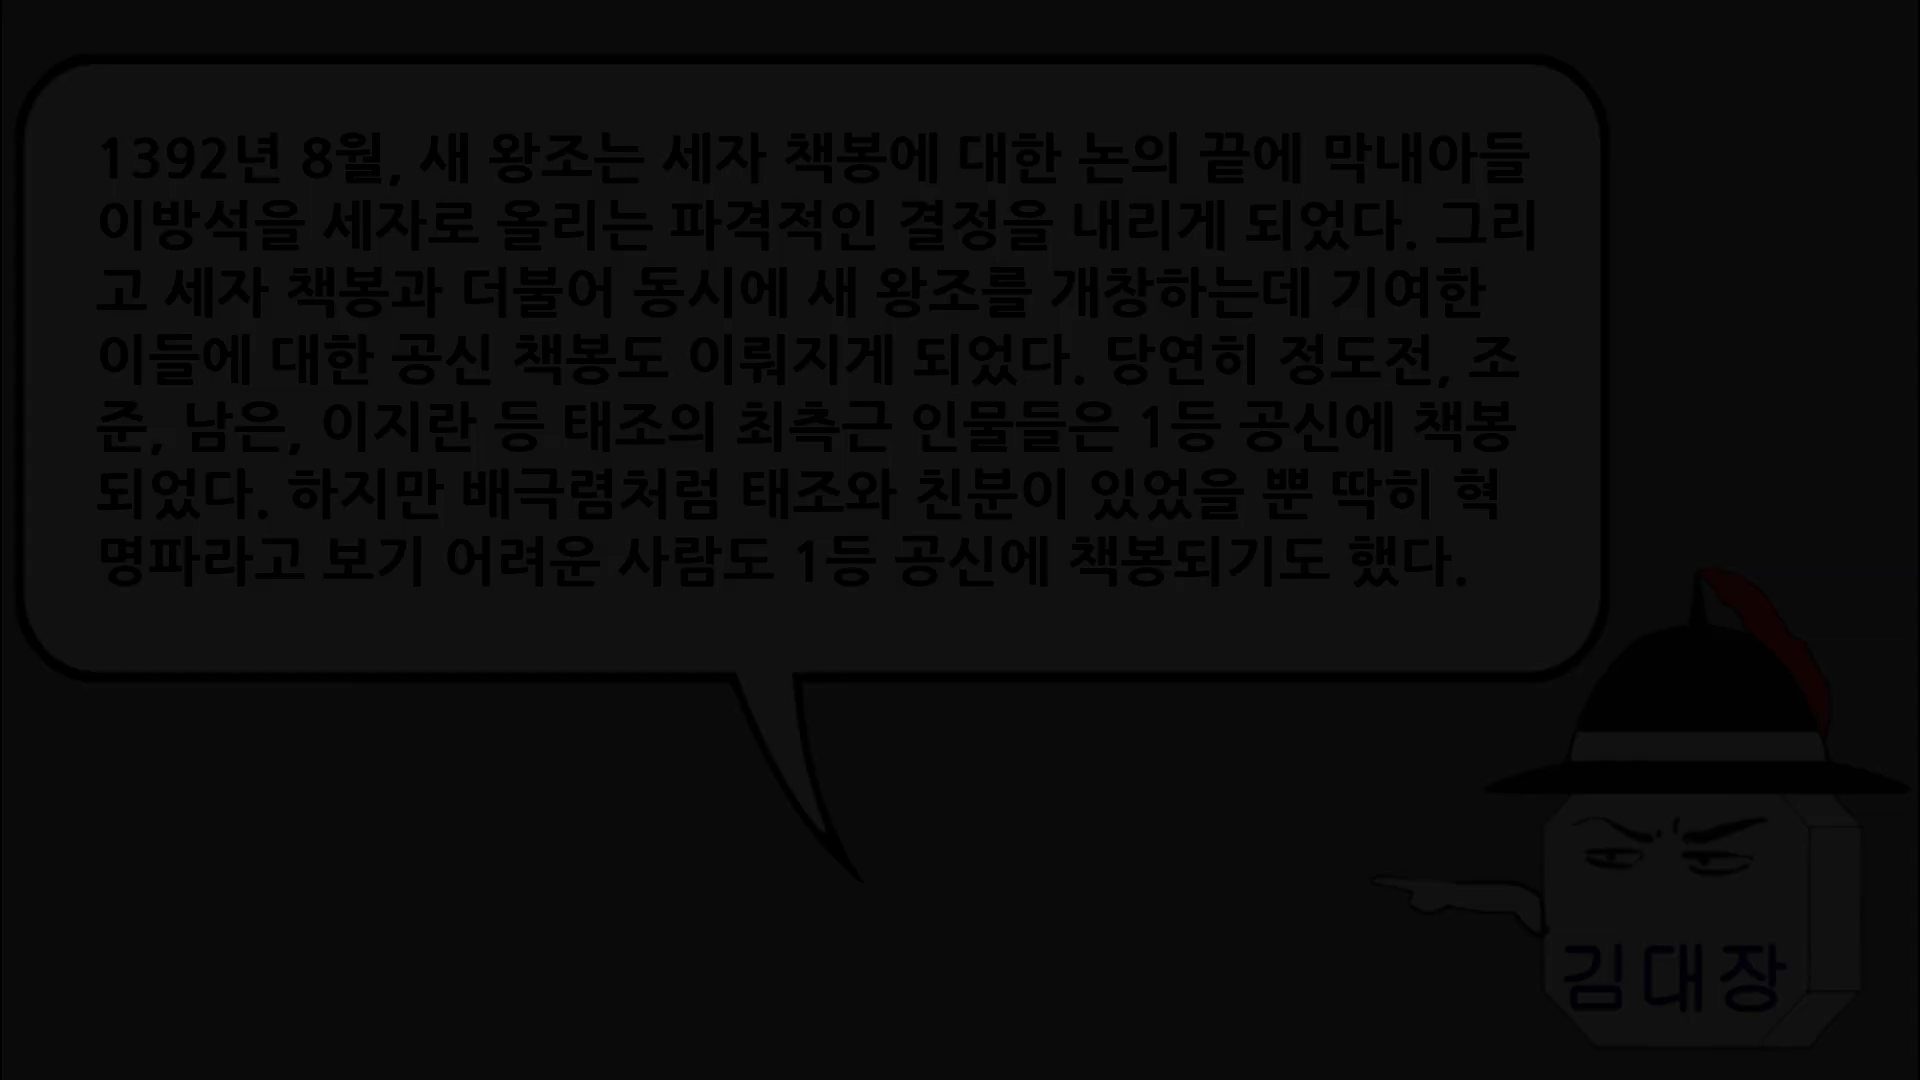 1392년 8월, 새 왕조는 세자 책봉에 대한 논의 끝에 막내아들
이방석을 세자로 올리는 파격적인 결정을 내리게 되었다. 그리
고 세자 책봉과 더불어 동시에 새 왕조를 개창하는데 기여한
이들에 대한 공신 책봉도 이뤄지게 되었다. 당연히 정도전, 조
준, 남은, 이지란 등 태조의 최측근 인물들은 1등 공신에 책봉
되었다. 하지만 배극렴처럼 태조와 친분이 있었을 뿐 딱히 혁
명파라고 보기 어려운 사람도 1등 공신에 책봉되기도 했다.
김대장